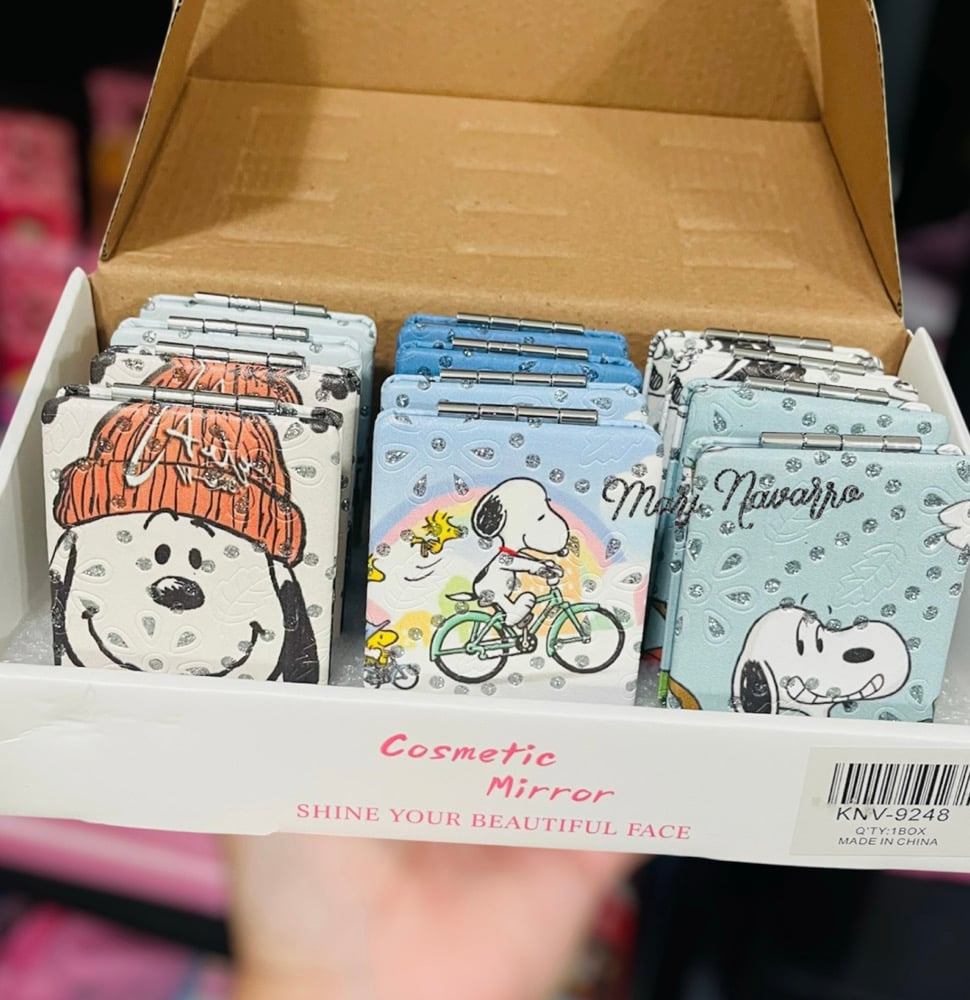 Mary Navarro
Cosmetic
Mirror
SHINE YOUR BEAUTIFUL FACE
KNV-9248
Q'TY:1BOX
MADE IN CHINA